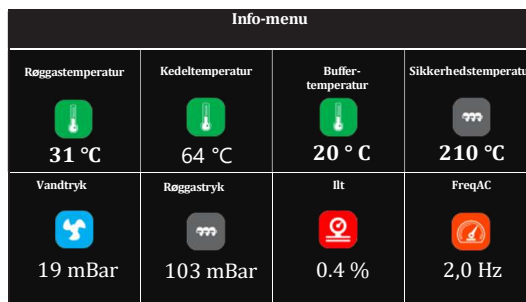 Info-menu
Røggastemperatur
Kedeltemperatur
Buffer-
temperatur
Sikkerhedstemperatu
31 °C
64 °C
20 ° C
210 °C
Vandtryk
Røggastryk
Ilt
FreqAC
19 mBar
103 mBar
0.4 %
2,0 Hz